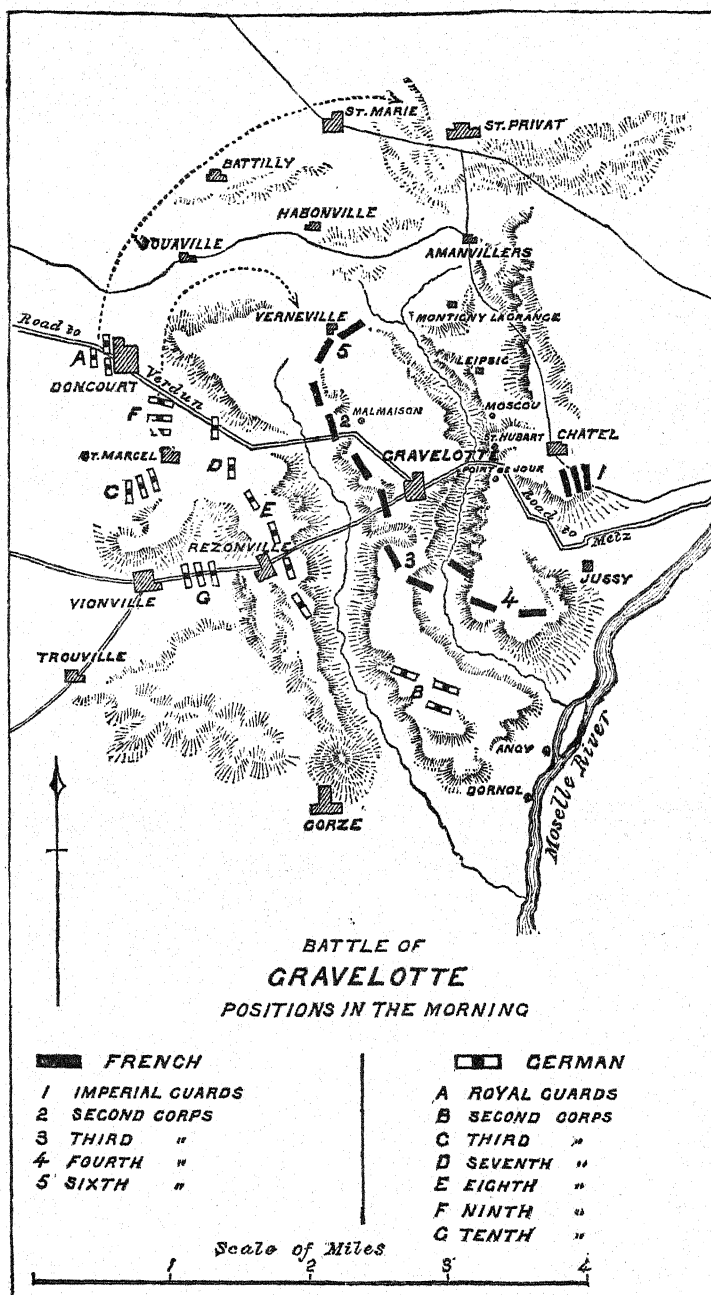 ST. MARIE
ST. PRIVAT
BATTILLY
HABONVILLE
JOUAVILLE
AMANVILLERS
VERNEVILLE
MONTIGNY LAGRANGE
Road to
Verdun
A
DONCOURT
5
LEIPSIC
F
2
MALMAISON
MOSCOU
ST. HUBART
CHATEL
ST. MARCEL
D
GRAVELOTTE
POINT DE JOUR
1
C
E
Road to
Metz
REZONVILLE
3
JUSSY
VIONVILLE
G
4
TROUVILLE
B
ANCY
DORNOL
Moselle River
GORZE
BATTLE OF
GRAVELOTTE
POSITIONS IN THE MORNING
FRENCH
1 IMPERIAL GUARDS
2 SECOND CORPS
3 THIRD "
4 FOURTH "
5 SIXTH "
GERMAN
A ROYAL GUARDS
B SECOND CORPS
C THIRD "
D SEVENTH "
E EIGHTH "
F NINTH "
G TENTH "
Scale of Miles
1 2 3 4